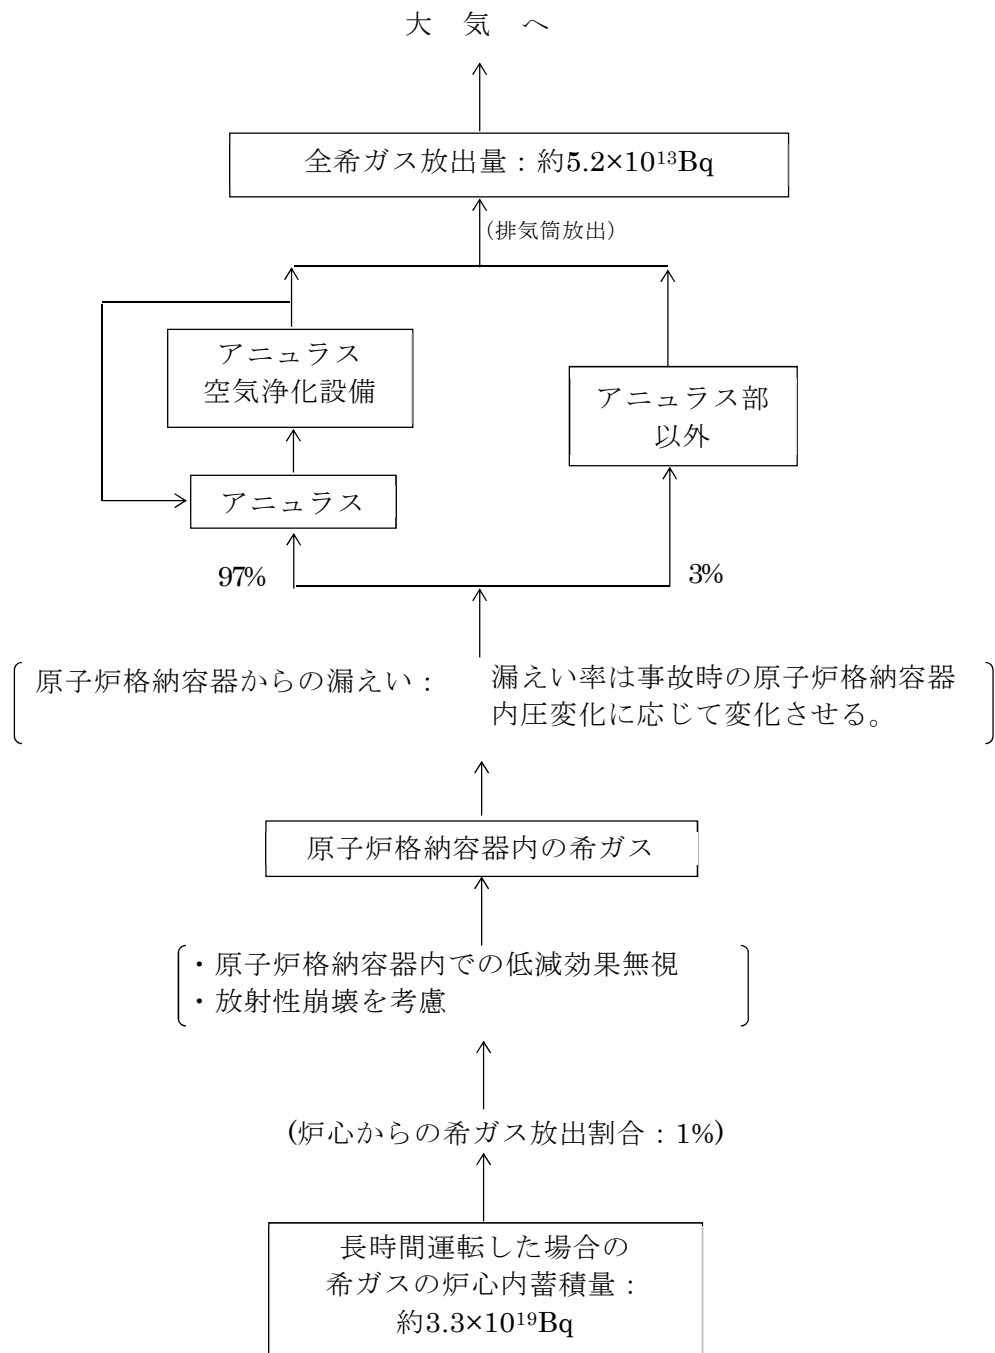 大　気　へ
全希ガス放出量：約5.2×10¹³Bq
(排気筒放出)
アニュラス
空気浄化設備
アニュラス部
以外
アニュラス
97%
3%
原子炉格納容器からの漏えい：　漏えい率は事故時の原子炉格納容器
内圧変化に応じて変化させる。
原子炉格納容器内の希ガス
・原子炉格納容器内での低減効果無視
・放射性崩壊を考慮
(炉心からの希ガス放出割合：1%)
長時間運転した場合の
希ガスの炉心内蓄積量：
約3.3×10¹⁹Bq